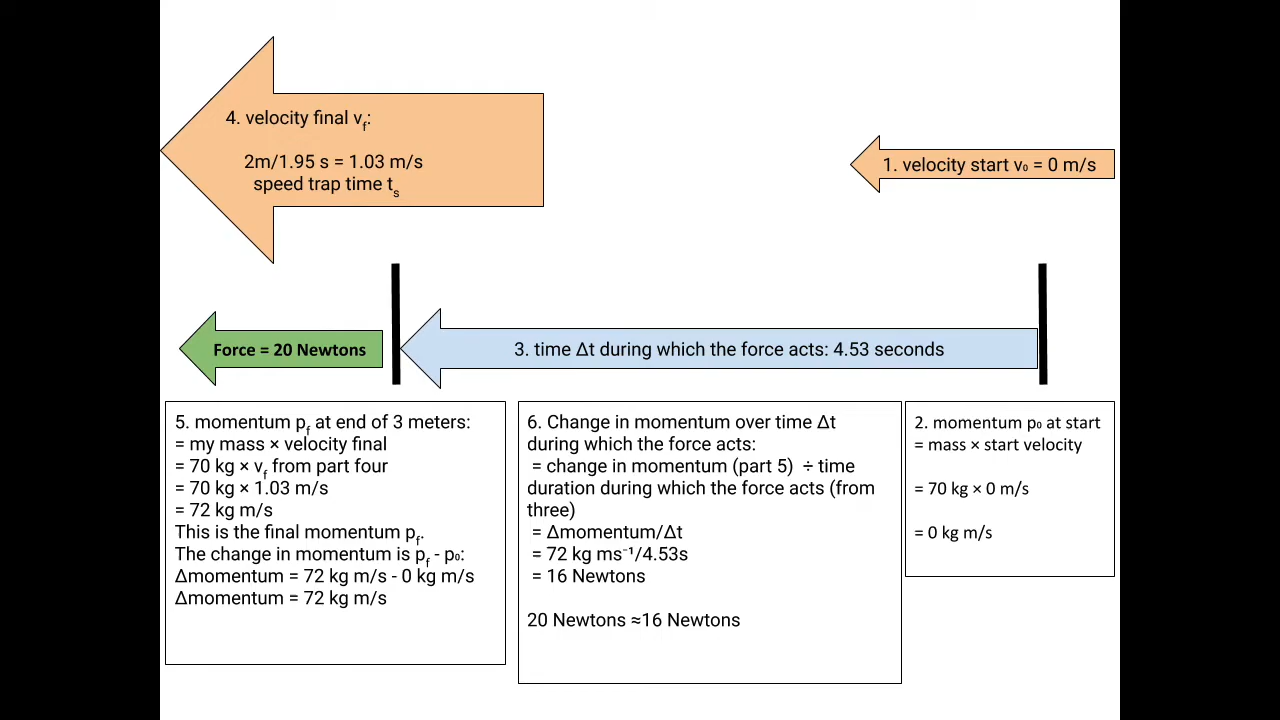 4. velocity final vf:
2m/1.95 s = 1.03 m/s
speed trap time ts
1. velocity start v₀ = 0 m/s
Force = 20 Newtons
3. time Δt during which the force acts: 4.53 seconds
5. momentum pf at end of 3 meters:
= my mass × velocity final
= 70 kg × vf from part four
= 70 kg × 1.03 m/s
= 72 kg m/s
This is the final momentum pf.
The change in momentum is pf - p₀:
Δmomentum = 72 kg m/s - 0 kg m/s
Δmomentum = 72 kg m/s
6. Change in momentum over time Δt
during which the force acts:
= change in momentum (part 5) ÷ time
duration during which the force acts (from
three)
= Δmomentum/Δt
= 72 kg ms⁻¹/4.53s
= 16 Newtons
20 Newtons ≈16 Newtons
2. momentum p₀ at start
= mass × start velocity
= 70 kg × 0 m/s
= 0 kg m/s